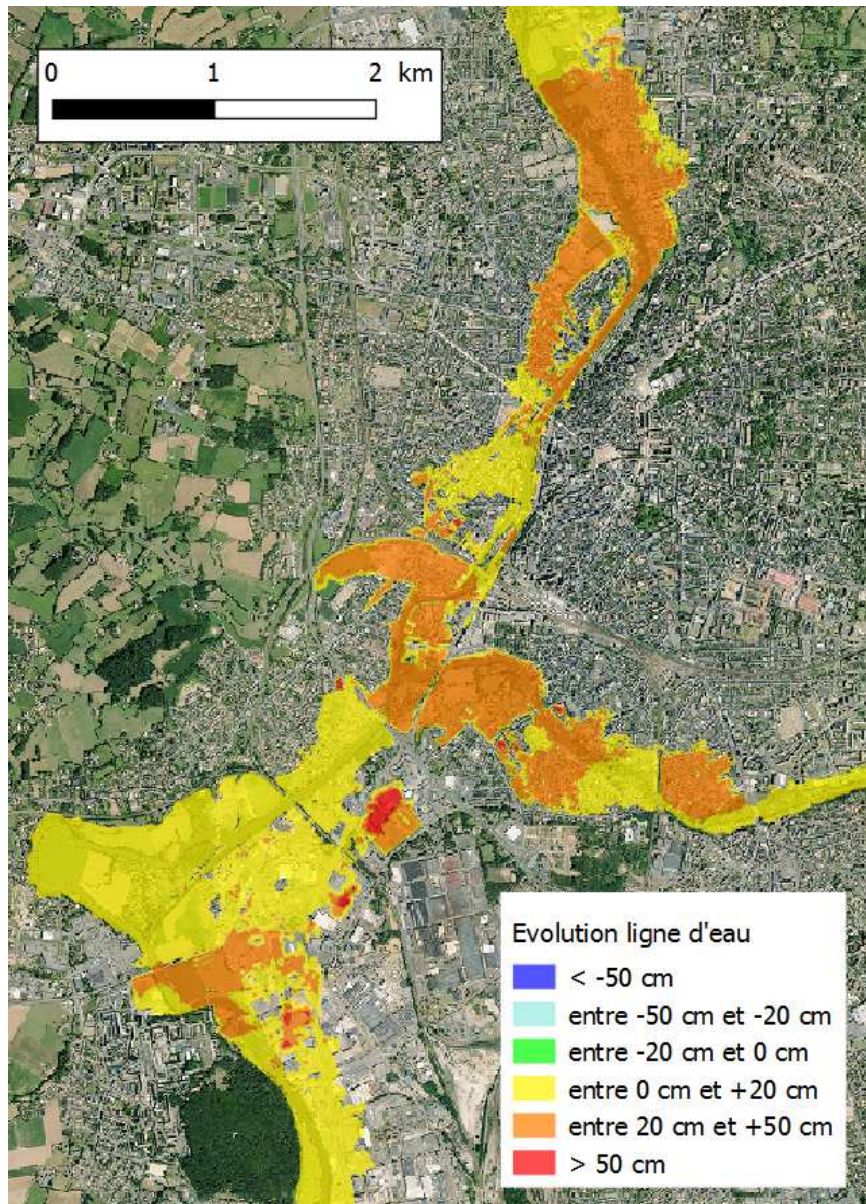 0 1 2 km
Evolution ligne d'eau
< -50 cm
entre -50 cm et -20 cm
entre -20 cm et 0 cm
entre 0 cm et +20 cm
entre 20 cm et +50 cm
> 50 cm